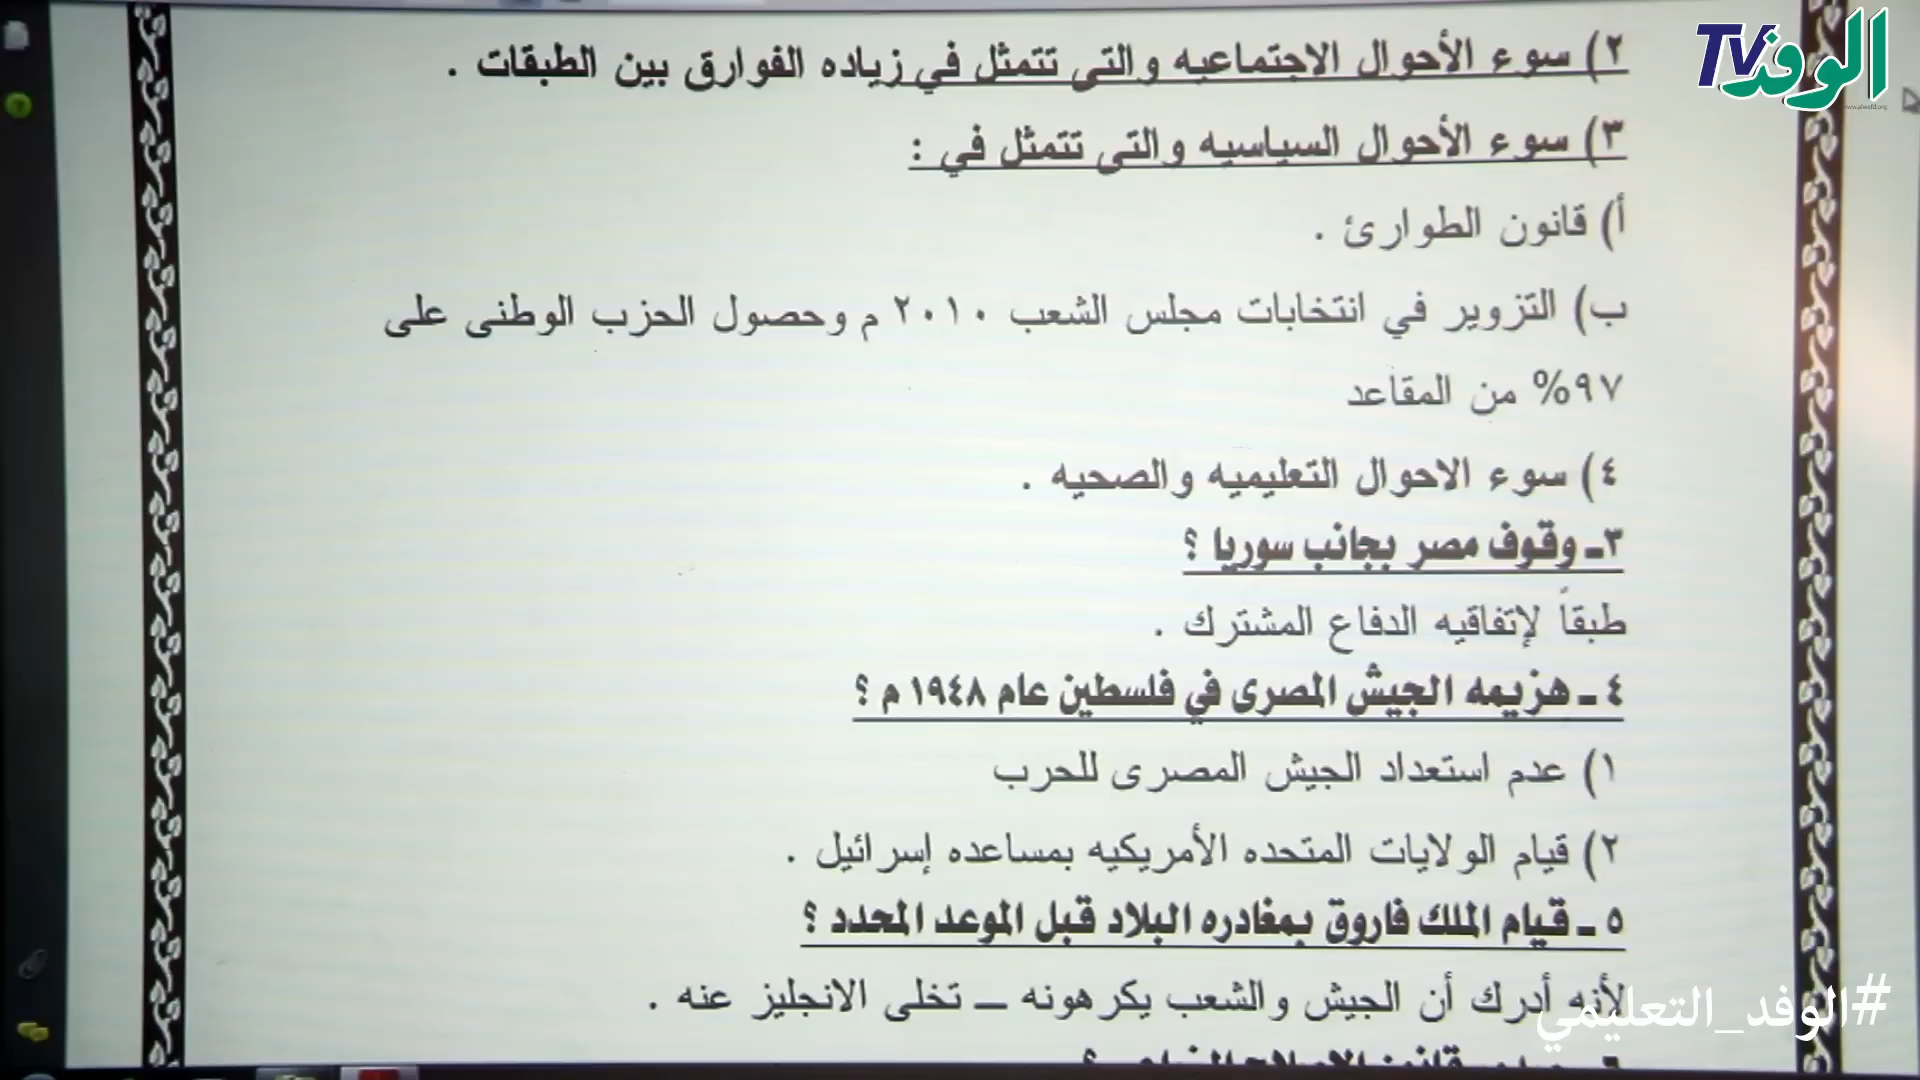 الوفد TV
www.alwafd.org
٢) سوء الأحوال الاجتماعيه والتى تتمثل في زياده الفوارق بين الطبقات .
٣) سوء الأحوال السياسيه والتى تتمثل في :
أ) قانون الطوارئ .
ب) التزوير في انتخابات مجلس الشعب ٢٠١٠ م وحصول الحزب الوطنى على
٩٧% من المقاعد
٤) سوء الاحوال التعليميه والصحيه .
٣- وقوف مصر بجانب سوريا ؟
طبقاً لإتفاقيه الدفاع المشترك .
٤ - هزيمه الجيش المصرى في فلسطين عام ١٩٤٨ م ؟
١) عدم استعداد الجيش المصرى للحرب
٢) قيام الولايات المتحده الأمريكيه بمساعده إسرائيل .
٥ - قيام الملك فاروق بمغادره البلاد قبل الموعد المحدد ؟
لأنه أدرك أن الجيش والشعب يكرهونه – تخلى الانجليز عنه .
#الوفد_التعليمي